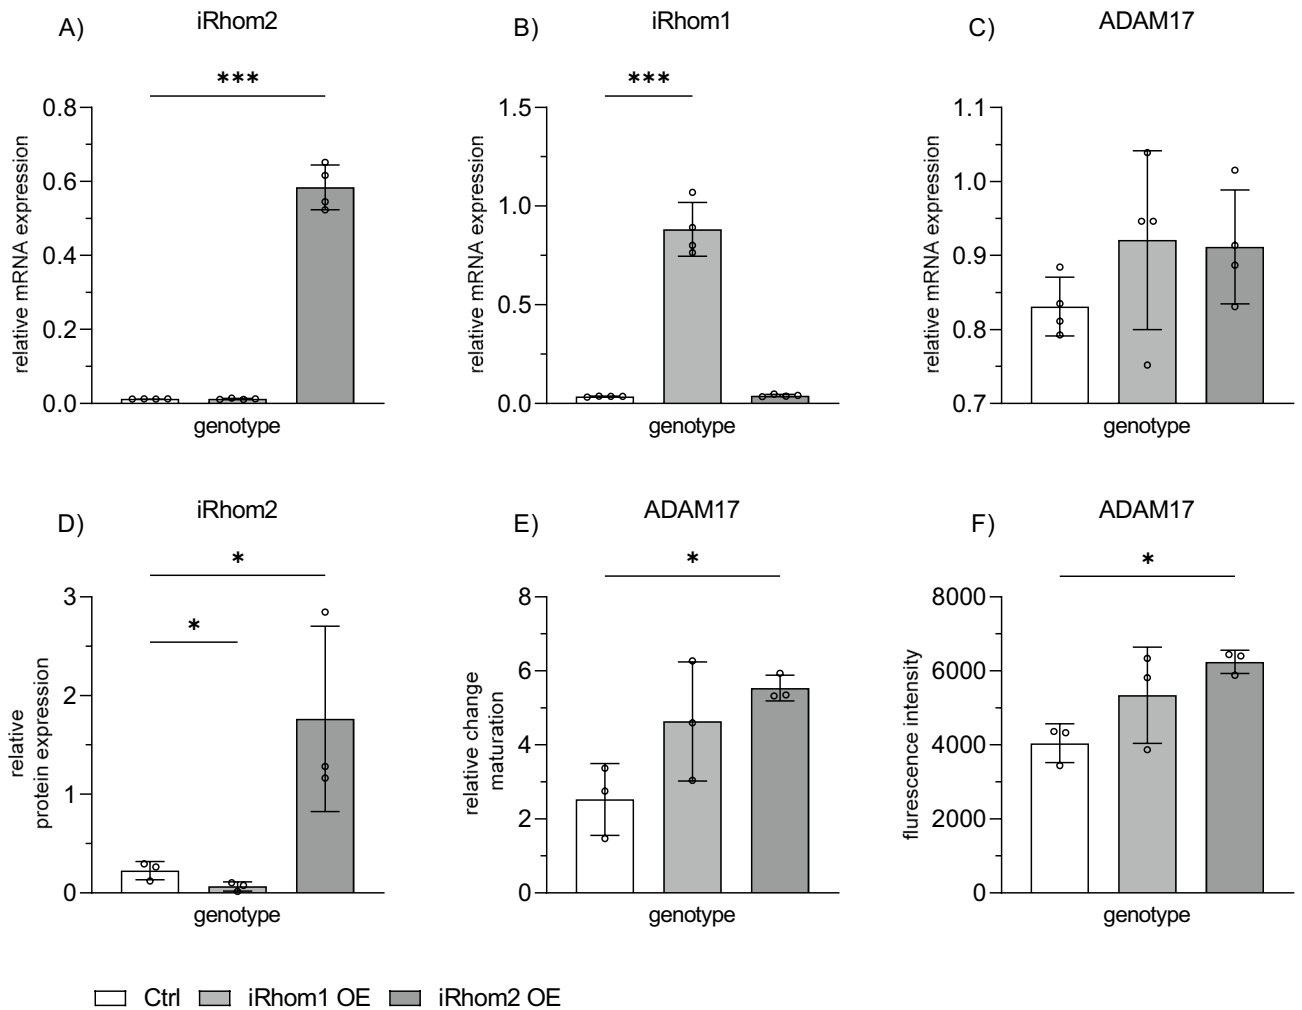 A) iRhom2
***
relative mRNA expression
0.8
0.6
0.4
0.2
0.0
genotype
B) iRhom1
***
relative mRNA expression
1.5
1.0
0.5
0.0
genotype
C) ADAM17
relative mRNA expression
1.1
1.0
0.9
0.8
0.7
genotype
D) iRhom2
*
*
relative
protein expression
3
2
1
0
genotype
E) ADAM17
*
relative change
maturation
8
6
4
2
0
genotype
F) ADAM17
*
flurescence intensity
8000
6000
4000
2000
0
genotype
Ctrl iRhom1 OE iRhom2 OE